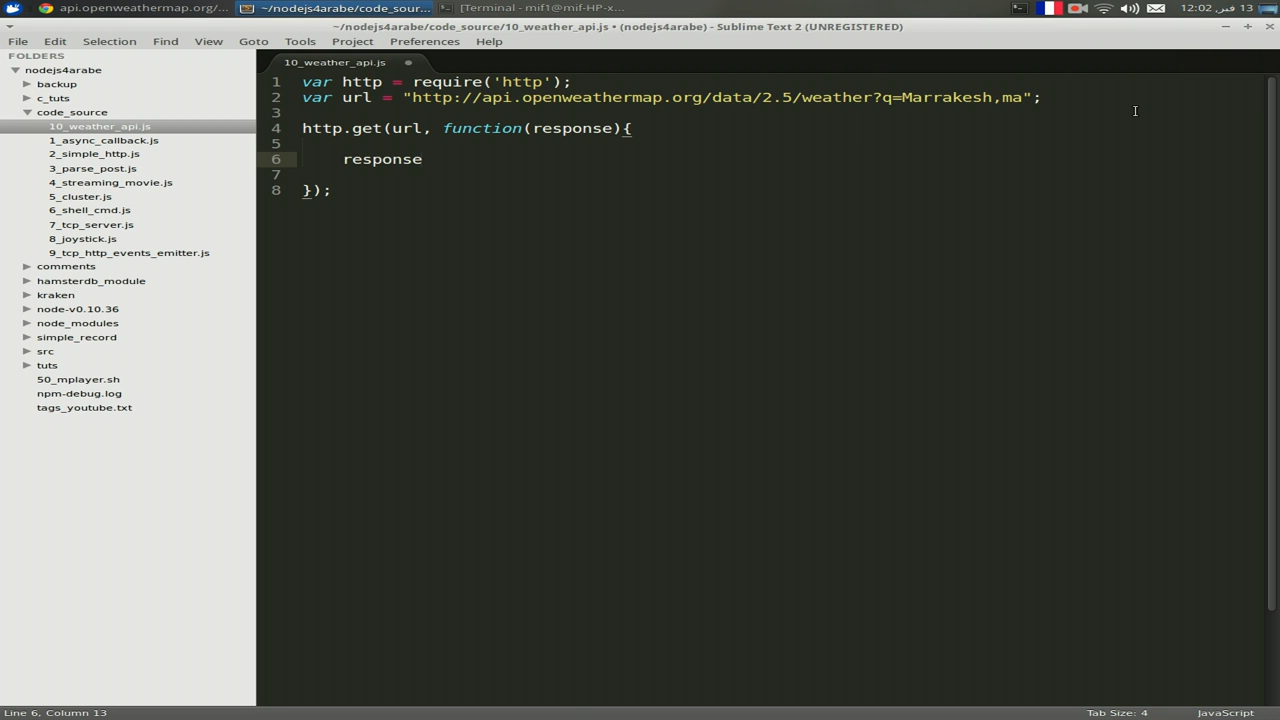 api.openweathermap.org/...
~/nodejs4arabe/code_sour...
[Terminal - mif1@mif-HP-x...
12:02 13 فبر,
~/nodejs4arabe/code_source/10_weather_api.js • (nodejs4arabe) - Sublime Text 2 (UNREGISTERED)
File Edit Selection Find View Goto Tools Project Preferences Help
FOLDERS
nodejs4arabe
backup
c_tuts
code_source
10_weather_api.js
1_async_callback.js
2_simple_http.js
3_parse_post.js
4_streaming_movie.js
5_cluster.js
6_shell_cmd.js
7_tcp_server.js
8_joystick.js
9_tcp_http_events_emitter.js
comments
hamsterdb_module
kraken
node-v0.10.36
node_modules
simple_record
src
tuts
50_mplayer.sh
npm-debug.log
tags_youtube.txt
10_weather_api.js
1 var http = require('http');
2 var url = "http://api.openweathermap.org/data/2.5/weather?q=Marrakesh,ma";
3
4 http.get(url, function(response){
5
6 response
7
8 });
Line 6, Column 13
Tab Size: 4
JavaScript